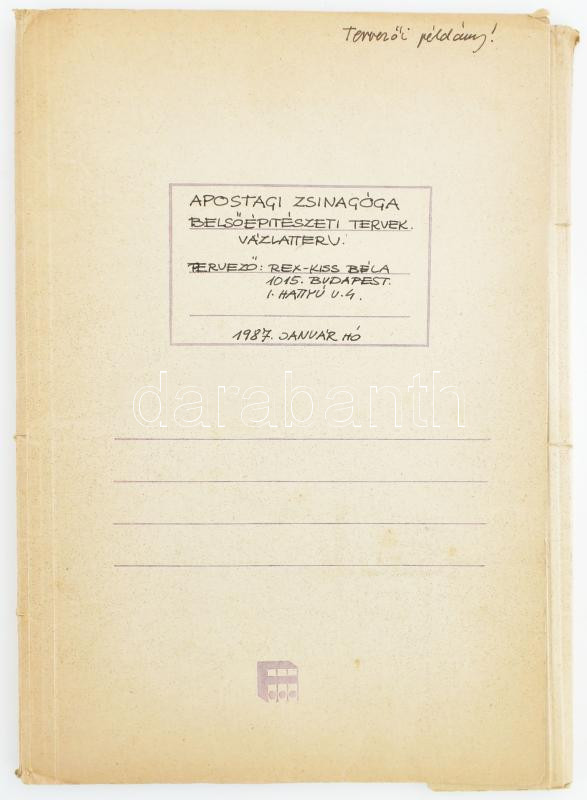 Tervezői példány!
APOSTAGI ZSINAGÓGA
BELSŐÉPITÉSZETI TERVEK.
VÁZLATTERV.
TERVEZŐ: REX-KISS BÉLA
1015. BUDAPEST.
I. HATTYÚ U. 4.
1987. JANUÁR HÓ
darabanth